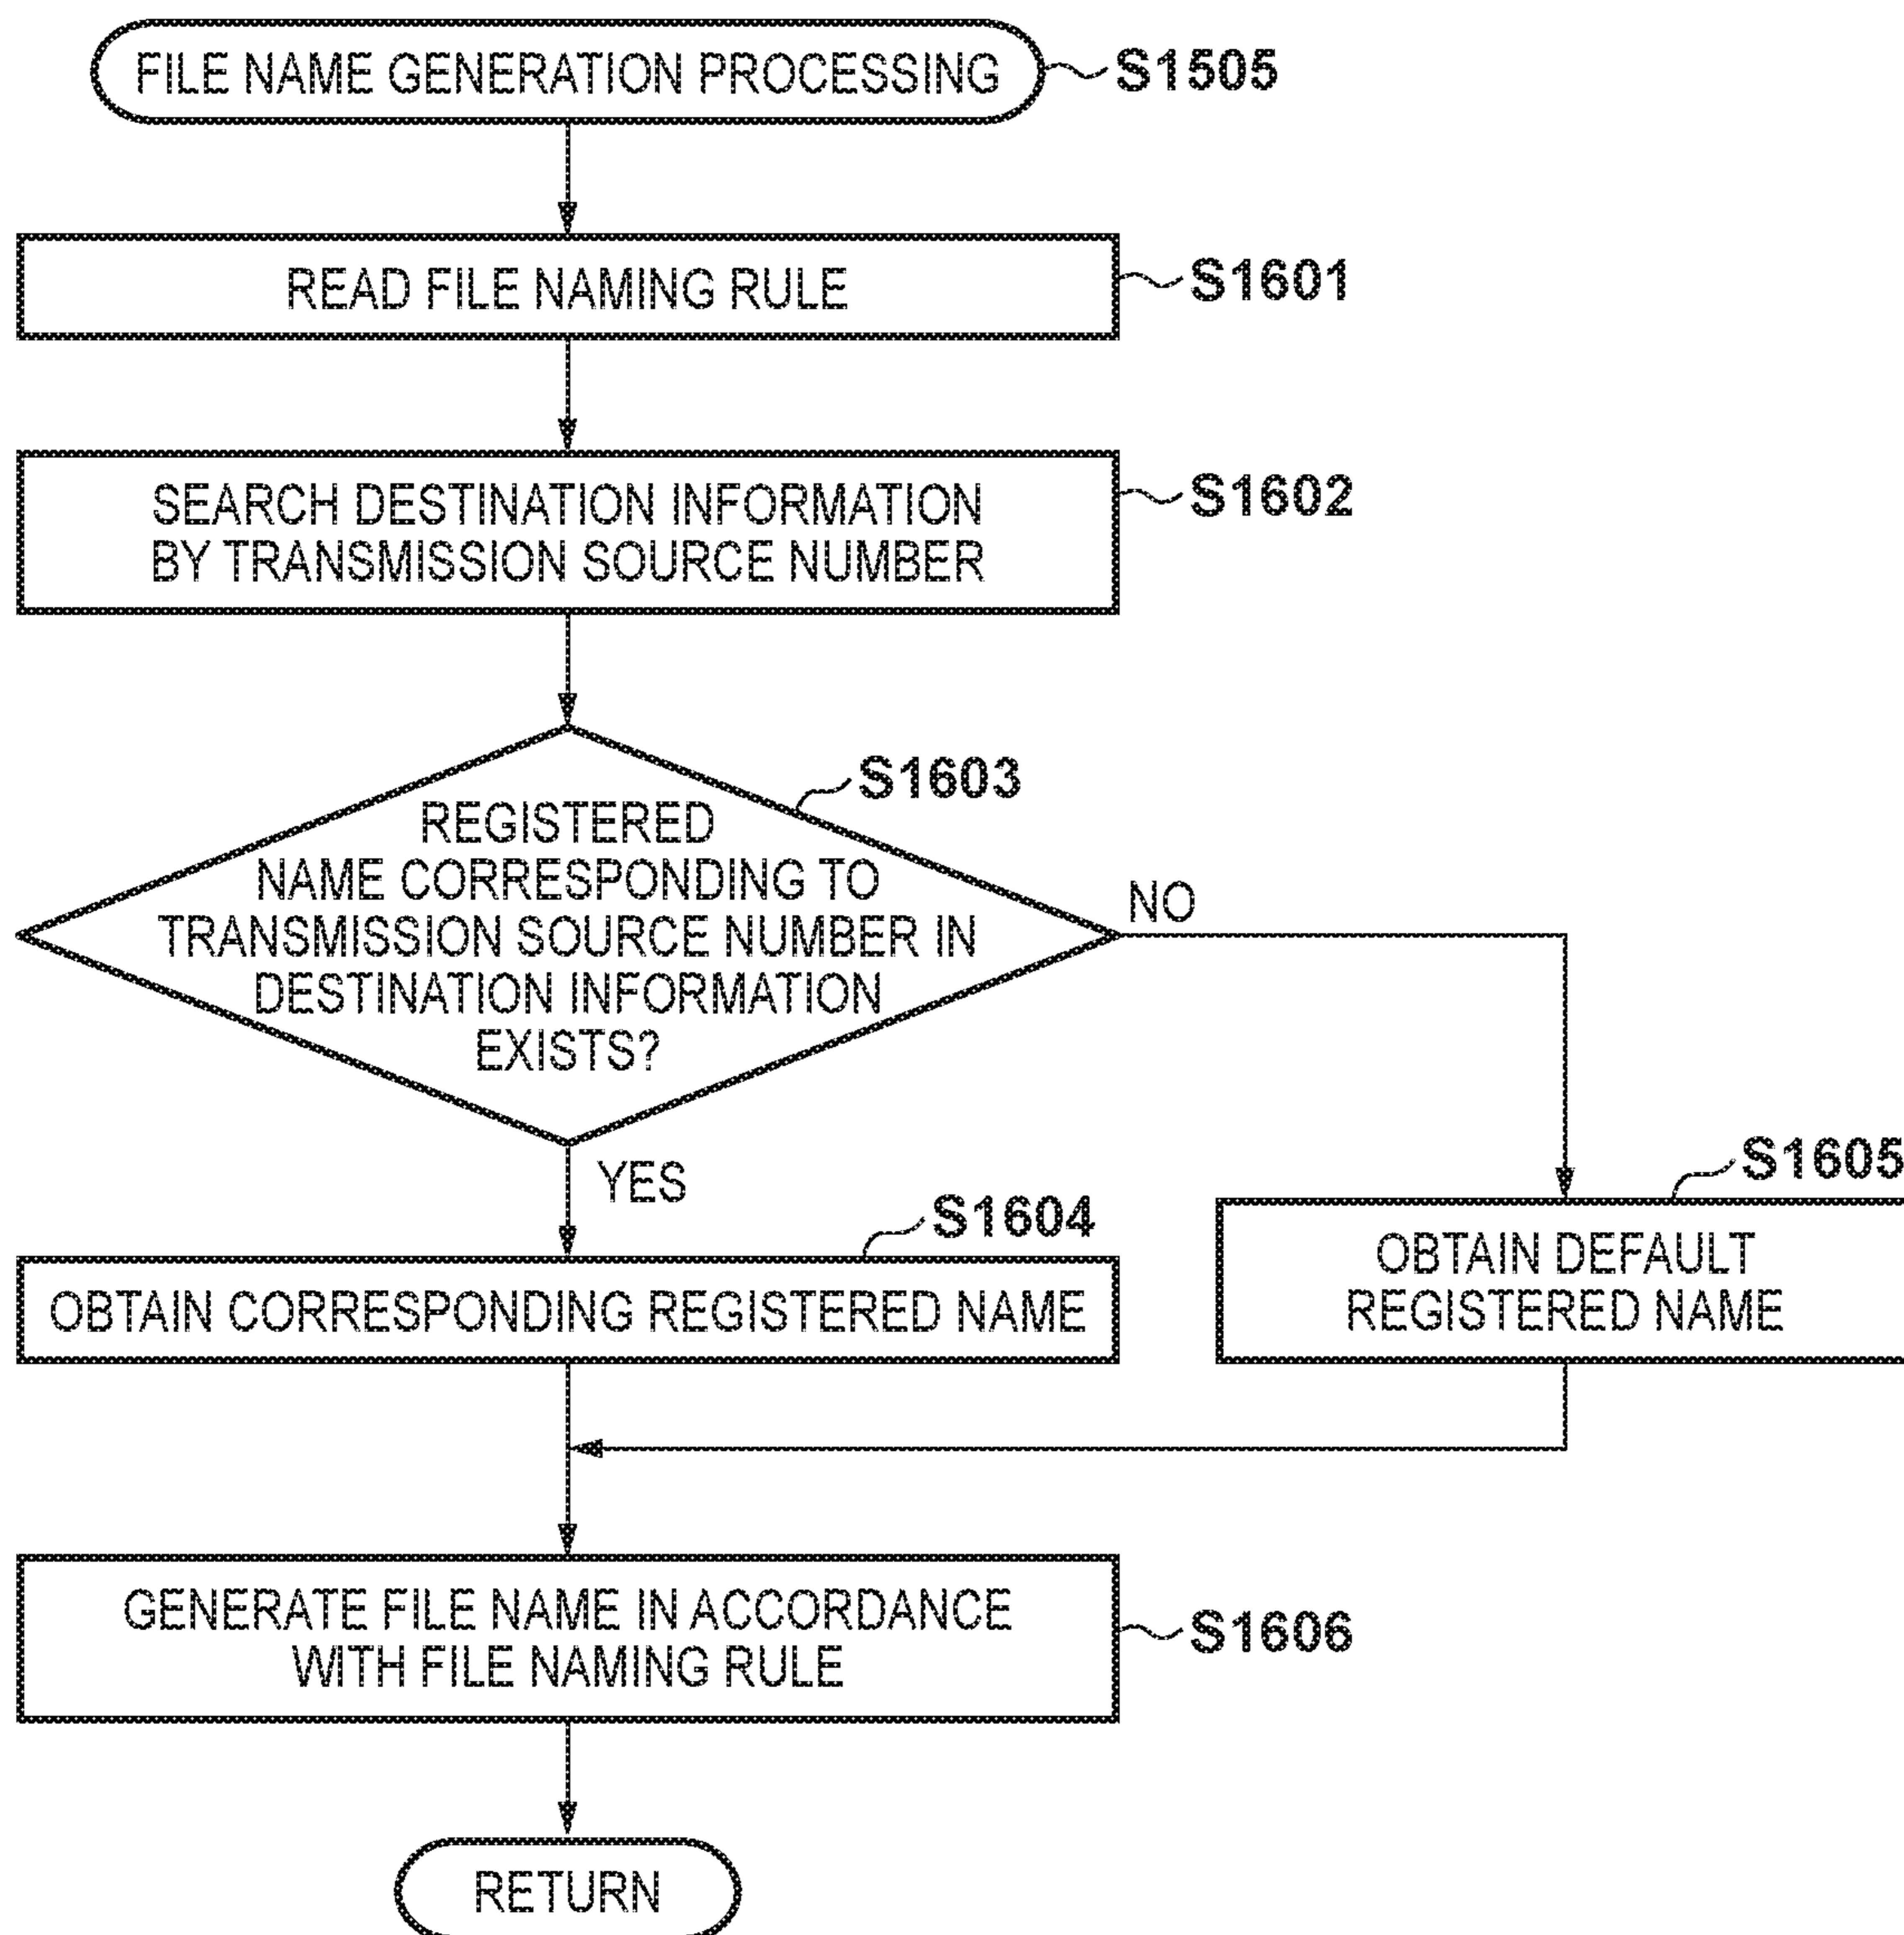 FILE NAME GENERATION PROCESSING
S1505
READ FILE NAMING RULE
S1601
SEARCH DESTINATION INFORMATION
BY TRANSMISSION SOURCE NUMBER
S1602
S1603
REGISTERED
NAME CORRESPONDING TO
TRANSMISSION SOURCE NUMBER IN
DESTINATION INFORMATION
EXISTS?
NO
YES
S1604
OBTAIN CORRESPONDING REGISTERED NAME
S1605
OBTAIN DEFAULT
REGISTERED NAME
GENERATE FILE NAME IN ACCORDANCE
WITH FILE NAMING RULE
S1606
RETURN